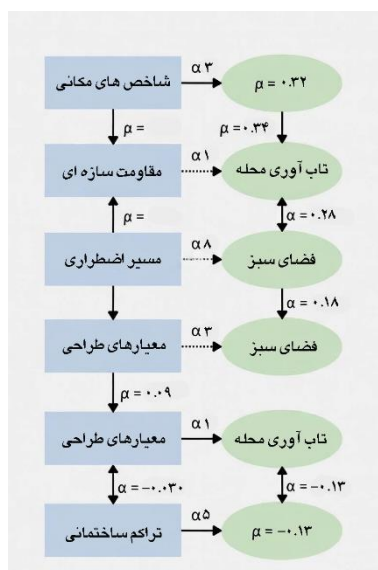 شاخص های مکانی
α ۳
μ = ۰.۳۲
μ =
μ = ۰.۳۴
مقاومت سازه ای
α ۱
تاب آوری محله
μ =
α = ۰.۲۸
مسیر اضطراری
α ۸
فضای سبز
α = ۰.۱۸
معیارهای طراحی
α ۳
فضای سبز
μ = ۰.۰۹
معیارهای طراحی
α ۱
تاب آوری محله
α = −۰.۰۳۰
α = −۰.۱۳
تراکم ساختمانی
α ۵
μ = −۰.۱۳